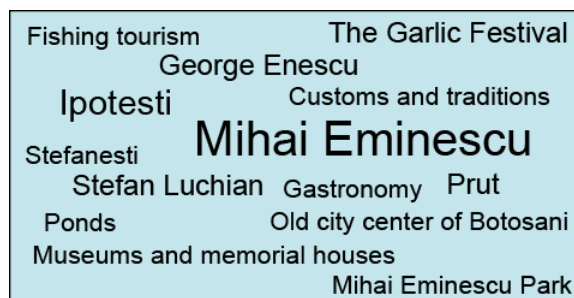 Fishing tourism
The Garlic Festival
George Enescu
Ipotesti
Customs and traditions
Mihai Eminescu
Stefanesti
Stefan Luchian
Gastronomy
Prut
Ponds
Old city center of Botosani
Museums and memorial houses
Mihai Eminescu Park